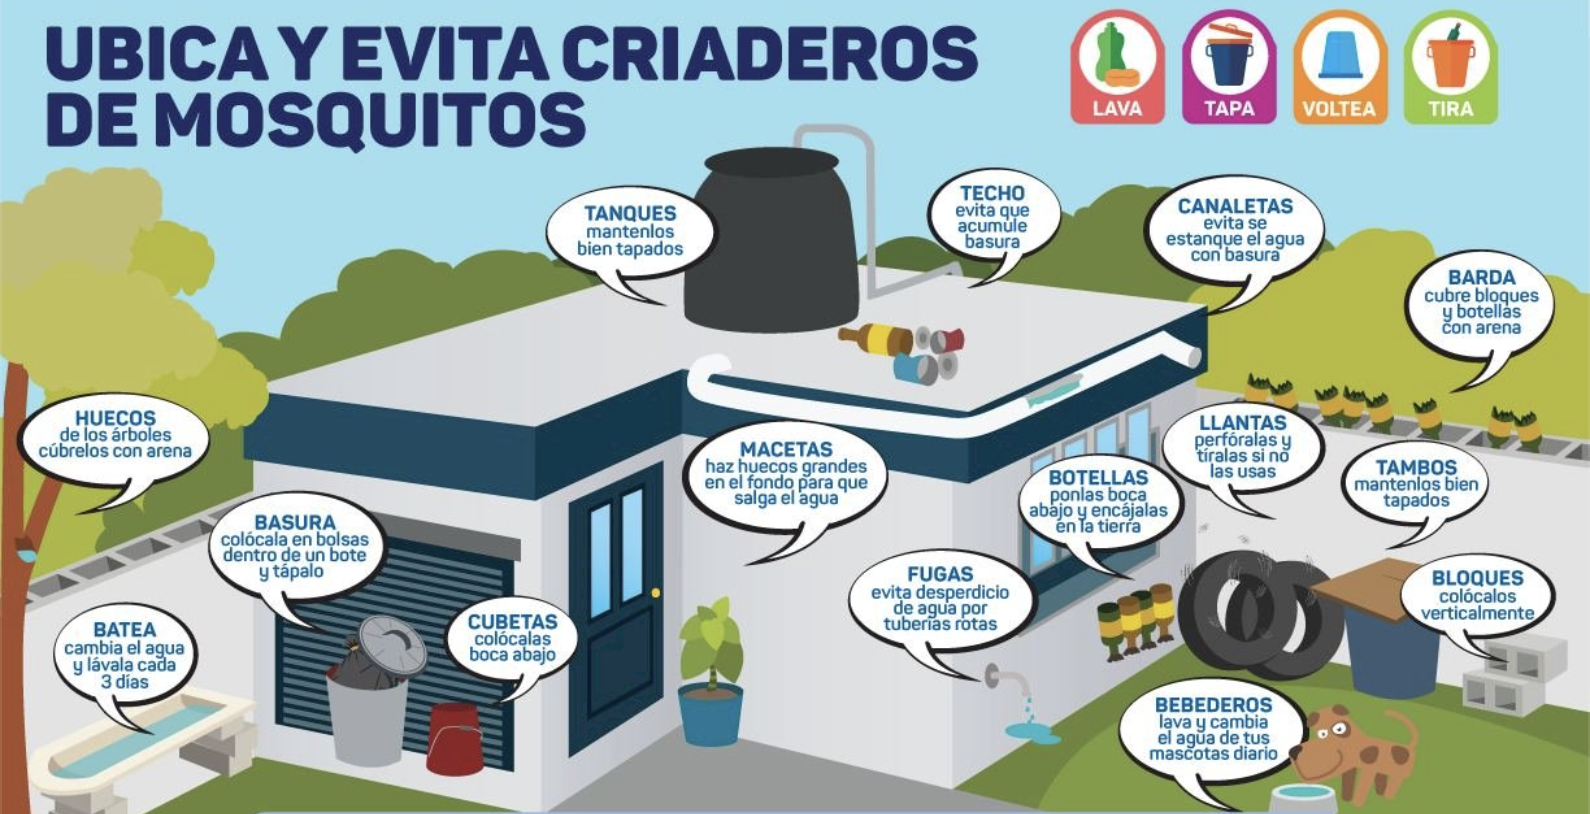 UBICA Y EVITA CRIADEROS
DE MOSQUITOS
LAVA
TAPA
VOLTEA
TIRA
TANQUES
mantenlos
bien tapados
TECHO
evita que
acumule
basura
CANALETAS
evita se
estanque el agua
con basura
BARDA
cubre bloques
y botellas
con arena
HUECOS
de los árboles
cúbrelos con arena
MACETAS
haz huecos grandes
en el fondo para que
salga el agua
LLANTAS
perfóralas y
tíralas si no
las usas
BOTELLAS
ponlas boca
abajo y encájalas
en la tierra
TAMBOS
mantenlos bien
tapados
BASURA
colócala en bolsas
dentro de un bote
y tápalo
FUGAS
evita desperdicio
de agua por
tuberías rotas
BLOQUES
colócalos
verticalmente
BATEA
cambia el agua
y lávala cada
3 días
CUBETAS
colócalas
boca abajo
BEBEDEROS
lava y cambia
el agua de tus
mascotas diario